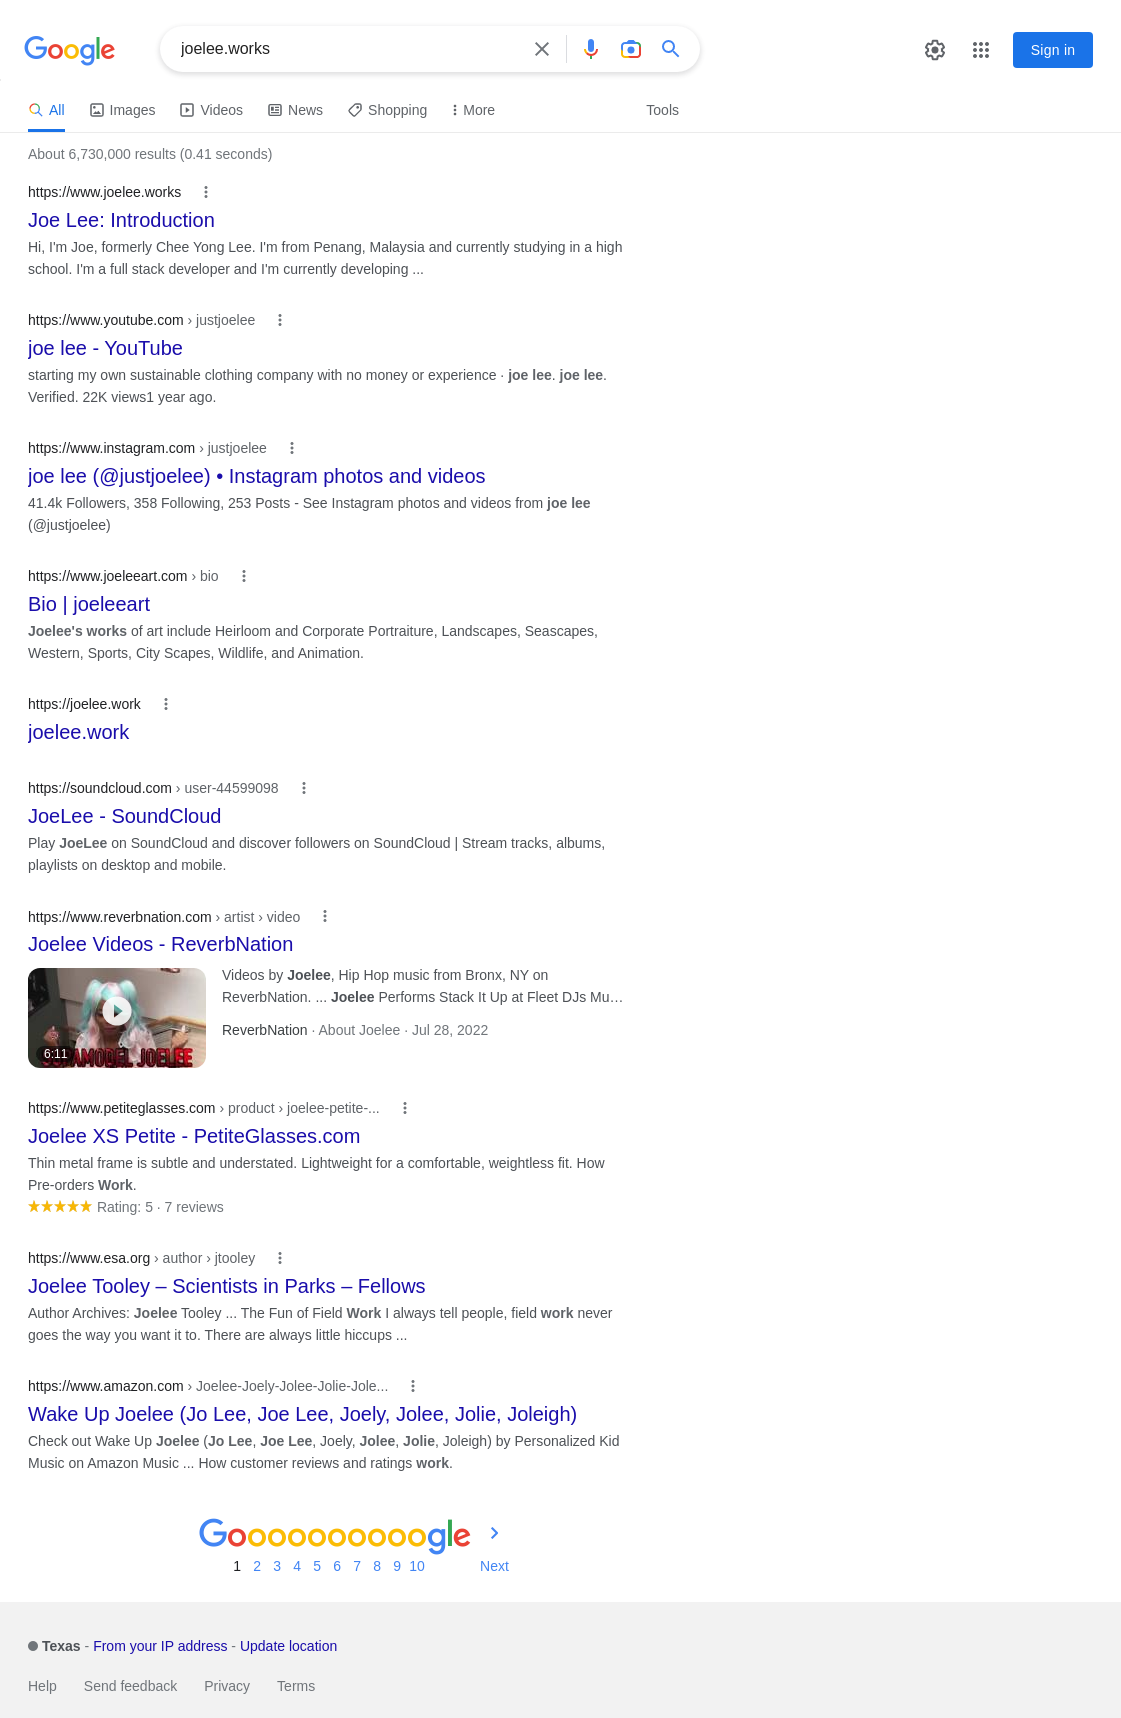 Google
joelee.works
Sign in
All Images Videos News Shopping More Tools
About 6,730,000 results (0.41 seconds)
https://www.joelee.works
Joe Lee: Introduction
Hi, I'm Joe, formerly Chee Yong Lee. I'm from Penang, Malaysia and currently studying in a high
school. I'm a full stack developer and I'm currently developing ...
https://www.youtube.com › justjoelee
joe lee - YouTube
starting my own sustainable clothing company with no money or experience · joe lee. joe lee.
Verified. 22K views1 year ago.
https://www.instagram.com › justjoelee
joe lee (@justjoelee) • Instagram photos and videos
41.4k Followers, 358 Following, 253 Posts - See Instagram photos and videos from joe lee
(@justjoelee)
https://www.joeleeart.com › bio
Bio | joeleeart
Joelee's works of art include Heirloom and Corporate Portraiture, Landscapes, Seascapes,
Western, Sports, City Scapes, Wildlife, and Animation.
https://joelee.work
joelee.work
https://soundcloud.com › user-44599098
JoeLee - SoundCloud
Play JoeLee on SoundCloud and discover followers on SoundCloud | Stream tracks, albums,
playlists on desktop and mobile.
https://www.reverbnation.com › artist › video
Joelee Videos - ReverbNation
Videos by Joelee, Hip Hop music from Bronx, NY on
ReverbNation. ... Joelee Performs Stack It Up at Fleet DJs Mu…
ReverbNation · About Joelee · Jul 28, 2022
6:11
JOELEE
https://www.petiteglasses.com › product › joelee-petite-...
Joelee XS Petite - PetiteGlasses.com
Thin metal frame is subtle and understated. Lightweight for a comfortable, weightless fit. How
Pre-orders Work.
Rating: 5 · 7 reviews
https://www.esa.org › author › jtooley
Joelee Tooley – Scientists in Parks – Fellows
Author Archives: Joelee Tooley ... The Fun of Field Work I always tell people, field work never
goes the way you want it to. There are always little hiccups ...
https://www.amazon.com › Joelee-Joely-Jolee-Jolie-Jole...
Wake Up Joelee (Jo Lee, Joe Lee, Joely, Jolee, Jolie, Joleigh)
Check out Wake Up Joelee (Jo Lee, Joe Lee, Joely, Jolee, Jolie, Joleigh) by Personalized Kid
Music on Amazon Music ... How customer reviews and ratings work.
Goooooooooogle
1 2 3 4 5 6 7 8 9 10 Next
Texas - From your IP address - Update location
Help Send feedback Privacy Terms